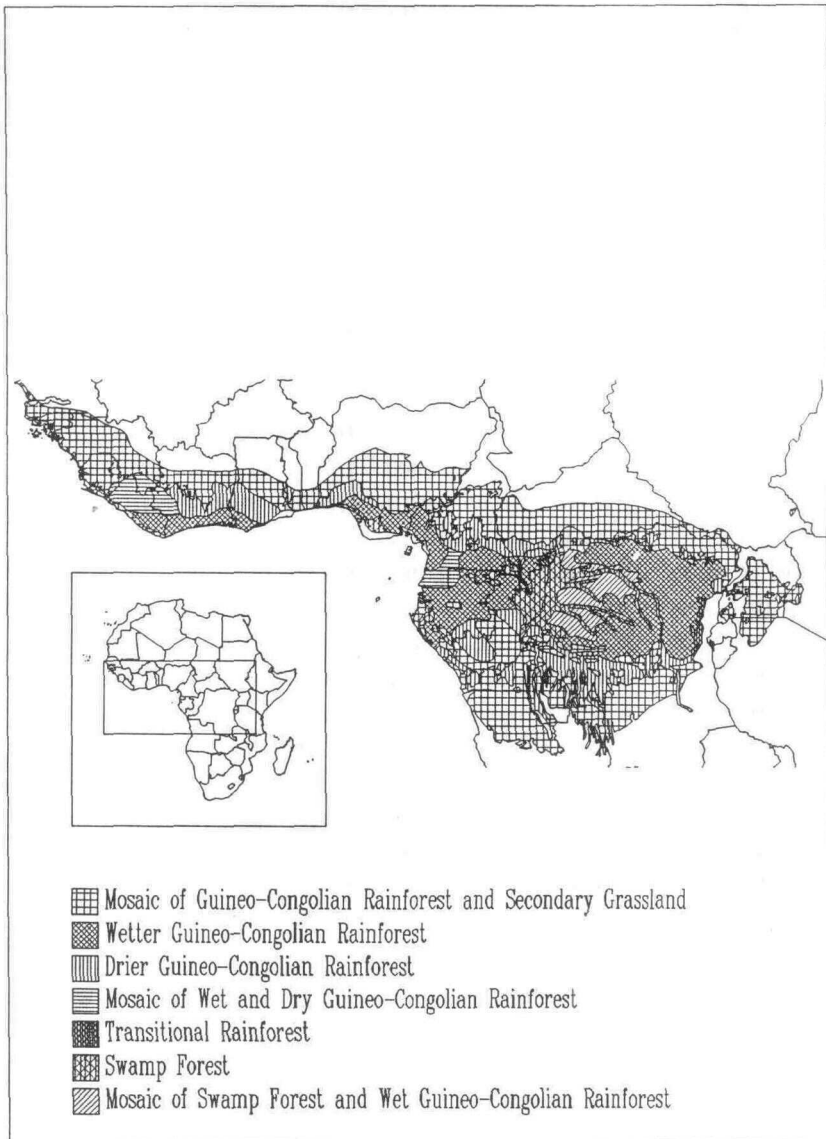 Mosaic of Guineo-Congolian Rainforest and Secondary Grassland
Wetter Guineo-Congolian Rainforest
Drier Guineo-Congolian Rainforest
Mosaic of Wet and Dry Guineo-Congolian Rainforest
Transitional Rainforest
Swamp Forest
Mosaic of Swamp Forest and Wet Guineo-Congolian Rainforest